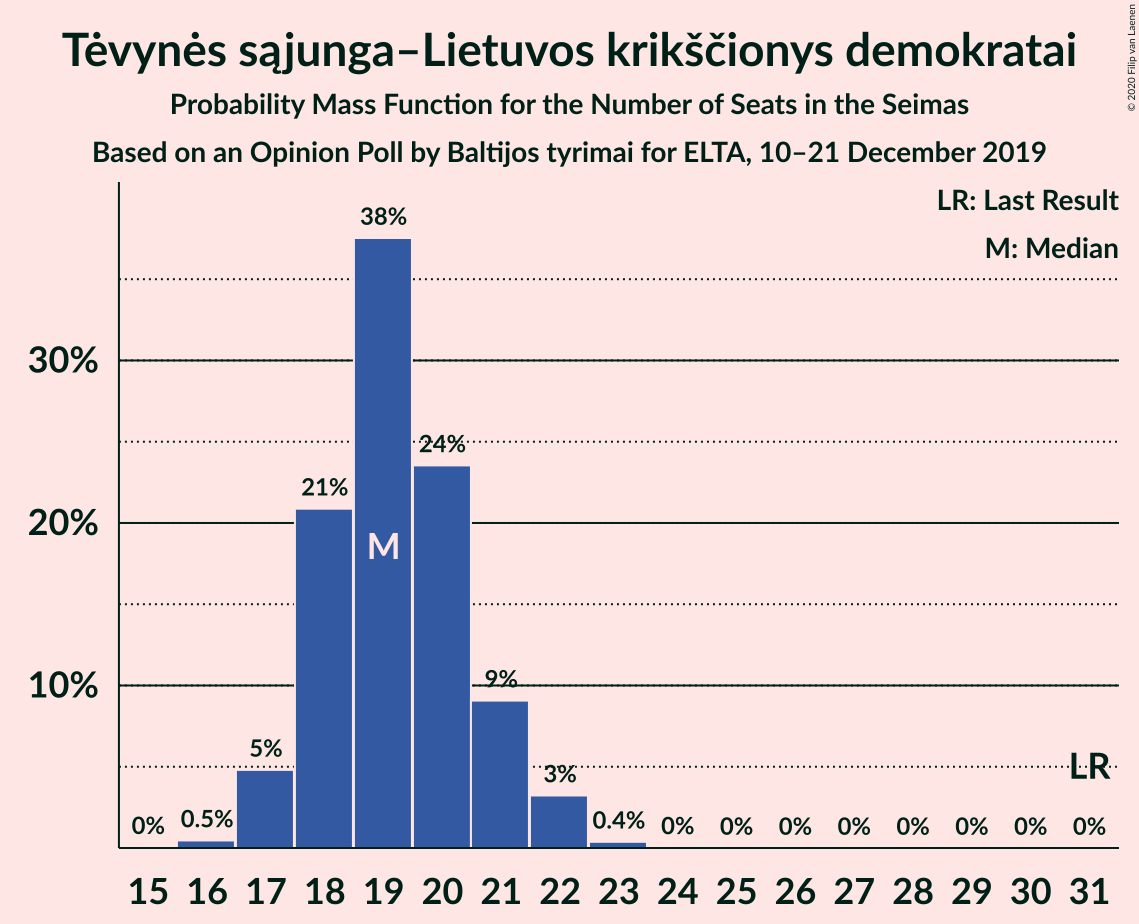 Tėvynės sąjunga–Lietuvos krikščionys demokratai
Probability Mass Function for the Number of Seats in the Seimas
Based on an Opinion Poll by Baltijos tyrimai for ELTA, 10–21 December 2019
© 2020 Filip van Laenen
LR: Last Result
M: Median
38%
30%
24%
21%
20%
M
10%
9%
5%
3%
LR
0% 0.5% 0.4% 0% 0% 0% 0% 0% 0% 0% 0%
15 16 17 18 19 20 21 22 23 24 25 26 27 28 29 30 31